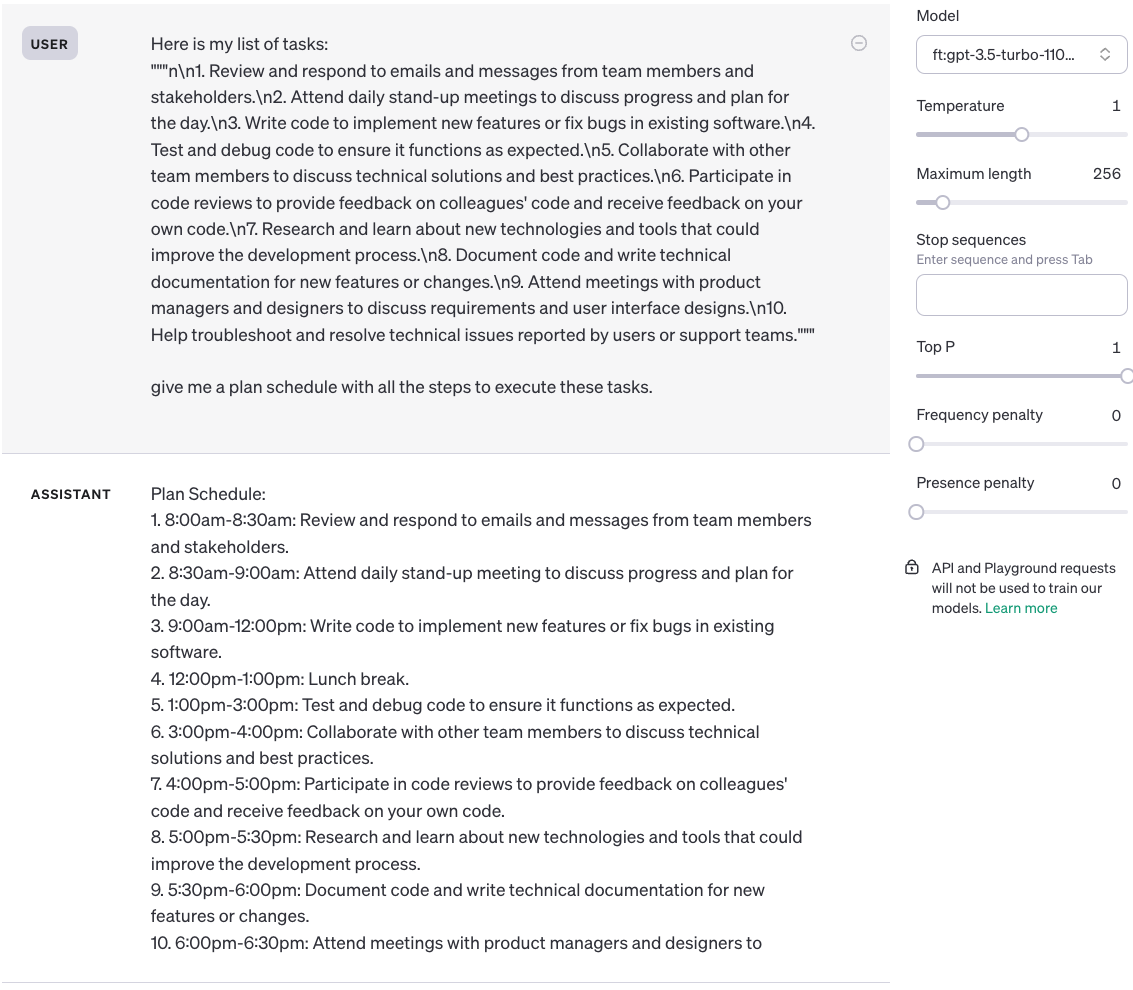 USER
Here is my list of tasks:
"""n\n1. Review and respond to emails and messages from team members and
stakeholders.\n2. Attend daily stand-up meetings to discuss progress and plan for
the day.\n3. Write code to implement new features or fix bugs in existing software.\n4.
Test and debug code to ensure it functions as expected.\n5. Collaborate with other
team members to discuss technical solutions and best practices.\n6. Participate in
code reviews to provide feedback on colleagues' code and receive feedback on your
own code.\n7. Research and learn about new technologies and tools that could
improve the development process.\n8. Document code and write technical
documentation for new features or changes.\n9. Attend meetings with product
managers and designers to discuss requirements and user interface designs.\n10.
Help troubleshoot and resolve technical issues reported by users or support teams."""
give me a plan schedule with all the steps to execute these tasks.
ASSISTANT
Plan Schedule:
1. 8:00am-8:30am: Review and respond to emails and messages from team members
and stakeholders.
2. 8:30am-9:00am: Attend daily stand-up meeting to discuss progress and plan for
the day.
3. 9:00am-12:00pm: Write code to implement new features or fix bugs in existing
software.
4. 12:00pm-1:00pm: Lunch break.
5. 1:00pm-3:00pm: Test and debug code to ensure it functions as expected.
6. 3:00pm-4:00pm: Collaborate with other team members to discuss technical
solutions and best practices.
7. 4:00pm-5:00pm: Participate in code reviews to provide feedback on colleagues'
code and receive feedback on your own code.
8. 5:00pm-5:30pm: Research and learn about new technologies and tools that could
improve the development process.
9. 5:30pm-6:00pm: Document code and write technical documentation for new
features or changes.
10. 6:00pm-6:30pm: Attend meetings with product managers and designers to
Model
ft:gpt-3.5-turbo-110...
Temperature 1
Maximum length 256
Stop sequences
Enter sequence and press Tab
Top P 1
Frequency penalty 0
Presence penalty 0
API and Playground requests
will not be used to train our
models. Learn more